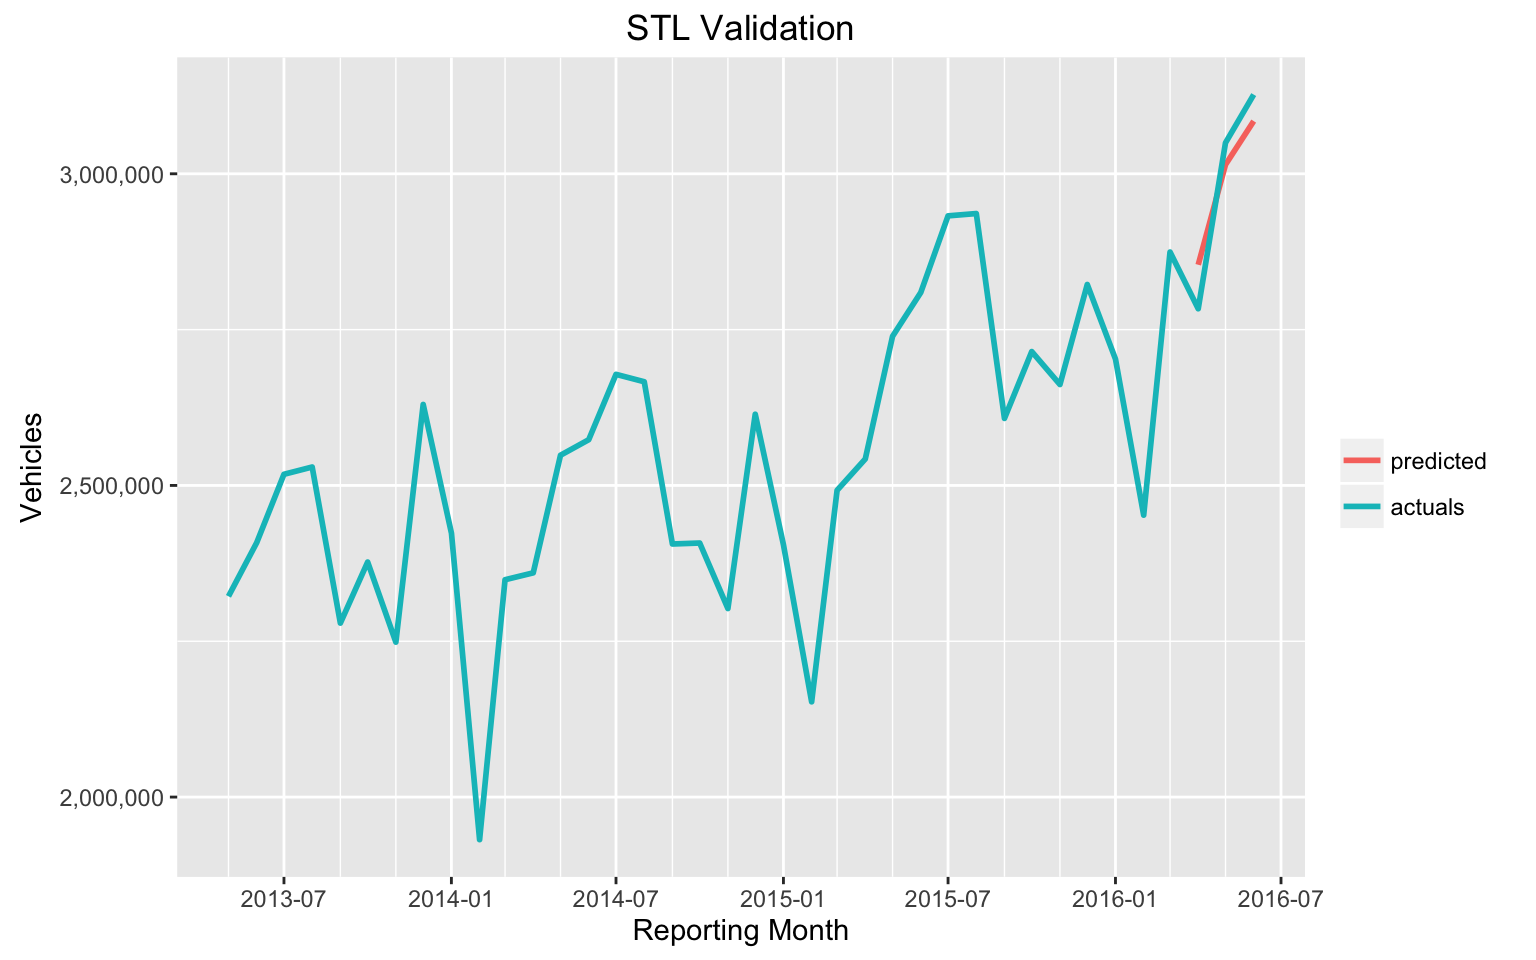 STL Validation
3,000,000
2,500,000
2,000,000
Vehicles
2013-07 2014-01 2014-07 2015-01 2015-07 2016-01 2016-07
Reporting Month
predicted
actuals